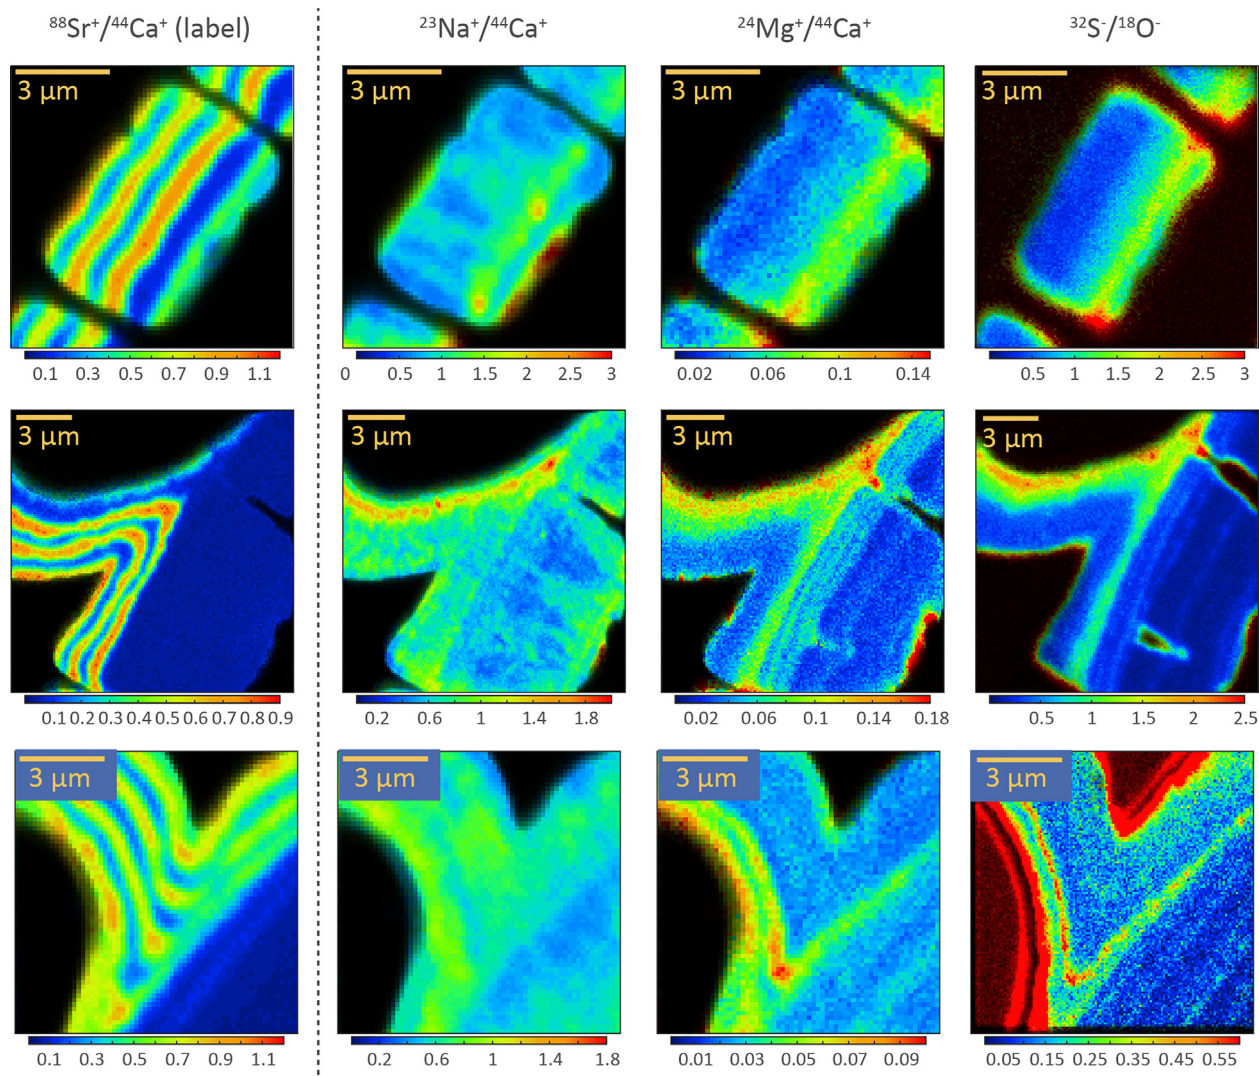 ⁸⁸Sr⁺/⁴⁴Ca⁺ (label) ²³Na⁺/⁴⁴Ca⁺ ²⁴Mg⁺/⁴⁴Ca⁺ ³²S⁻/¹⁸O⁻
3 μm 3 μm 3 μm 3 μm
0.1 0.3 0.5 0.7 0.9 1.1 0 0.5 1 1.5 2 2.5 3 0.02 0.06 0.1 0.14 0.5 1 1.5 2 2.5 3
3 μm 3 μm 3 μm 3 μm
0.1 0.2 0.3 0.4 0.5 0.6 0.7 0.8 0.9 0.2 0.6 1 1.4 0.02 0.06 0.1 0.14 0.18 0.5 1 1.5 2 2.5
3 μm 3 μm 3 μm 3 μm
0.1 0.3 0.5 0.7 0.9 1.1 0.2 0.6 1 1.4 1.8 0.01 0.03 0.05 0.07 0.09 0.05 0.15 0.25 0.35 0.45 0.55